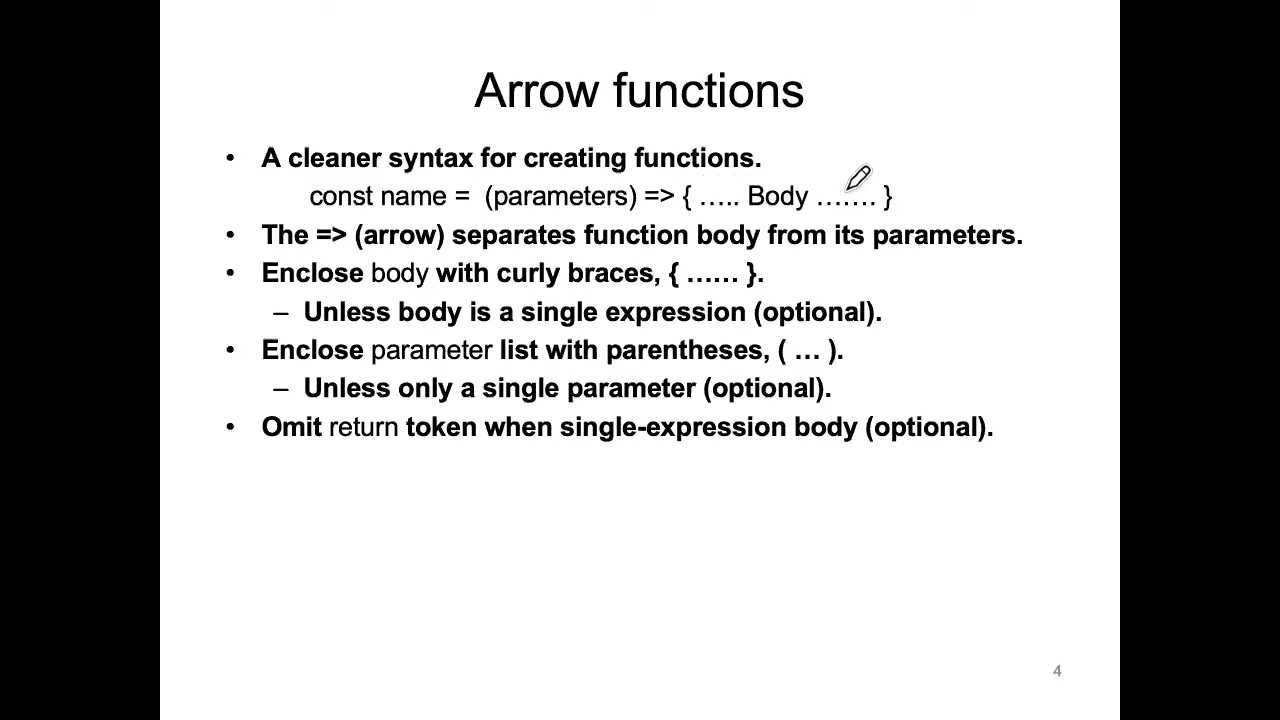 Arrow functions
• A cleaner syntax for creating functions.
const name = (parameters) => { ….. Body ……. }
• The => (arrow) separates function body from its parameters.
• Enclose body with curly braces, { …… }.
– Unless body is a single expression (optional).
• Enclose parameter list with parentheses, ( … ).
– Unless only a single parameter (optional).
• Omit return token when single-expression body (optional).
4